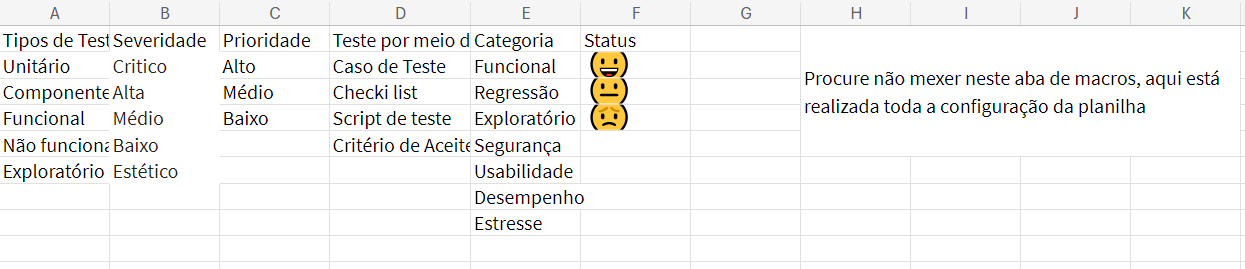 A B C D E F G H I J K
Tipos de Test Severidade Prioridade Teste por meio d Categoria Status
Unitário Critico Alto Caso de Teste Funcional
Componente Alta Médio Checki list Regressão
Funcional Médio Baixo Script de teste Exploratório
Não funciona Baixo Critério de Aceite Segurança
Exploratório Estético Usabilidade
Desempenho
Estresse
Procure não mexer neste aba de macros, aqui está
realizada toda a configuração da planilha